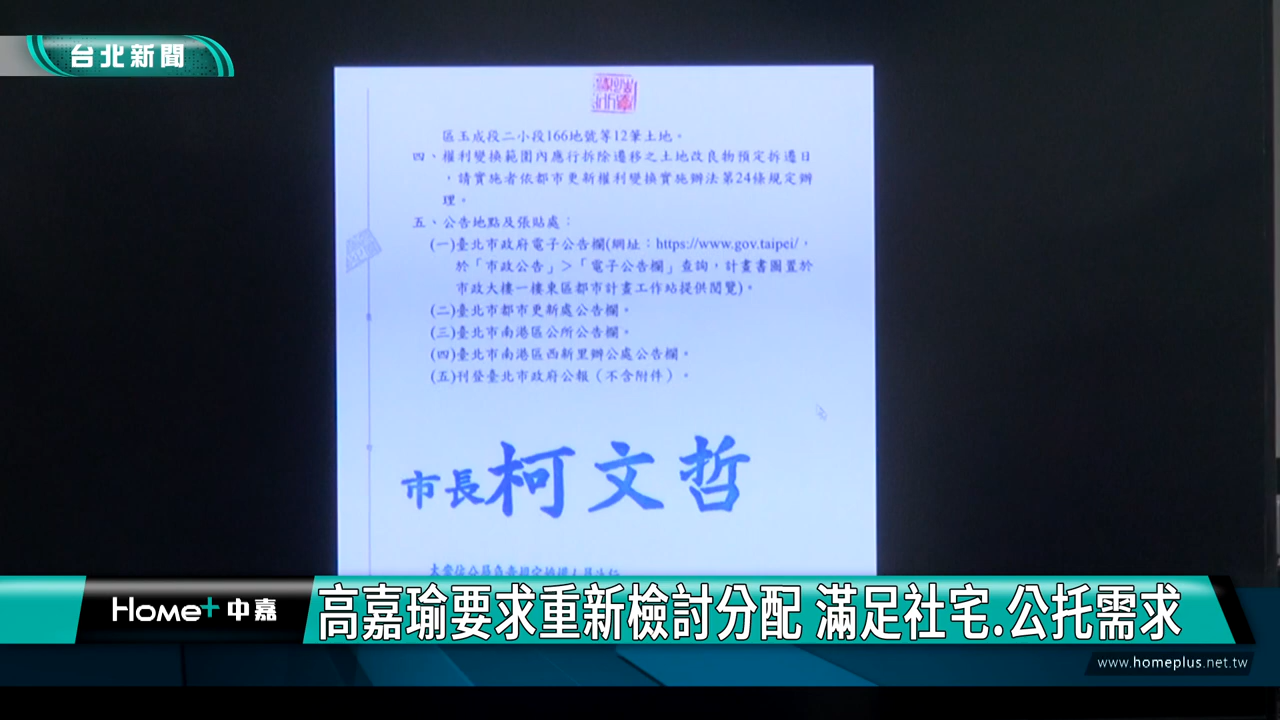 台北新聞
區玉成段二小段166地號等12筆土地。
四、權利變換範圍內應行拆除遷移之土地改良物預定拆遷日
，請實施者依都市更新權利變換實施辦法第24條規定辦
理。
五、公告地點及張貼處：
(一)臺北市政府電子公告欄(網址：https://www.gov.taipei/，
於「市政公告」＞「電子公告欄」查詢，計畫書圖置於
市政大樓一樓東區都市計畫工作站提供閱覽)。
(二)臺北市都市更新處公告欄。
(三)臺北市南港區公所公告欄。
(四)臺北市南港區西新里辦公處公告欄。
(五)刊登臺北市政府公報（不含附件）。
市長柯文哲
Home+中嘉
高嘉瑜要求重新檢討分配 滿足社宅.公托需求
www.homeplus.net.tw